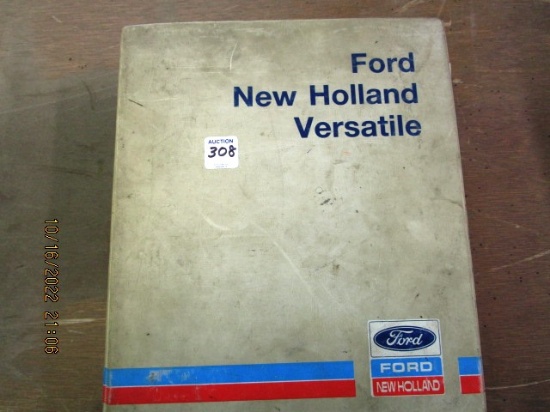 Ford
New Holland
Versatile
AUCTION
308
Ford
FORD
NEW HOLLAND
10/16/2022 21:06